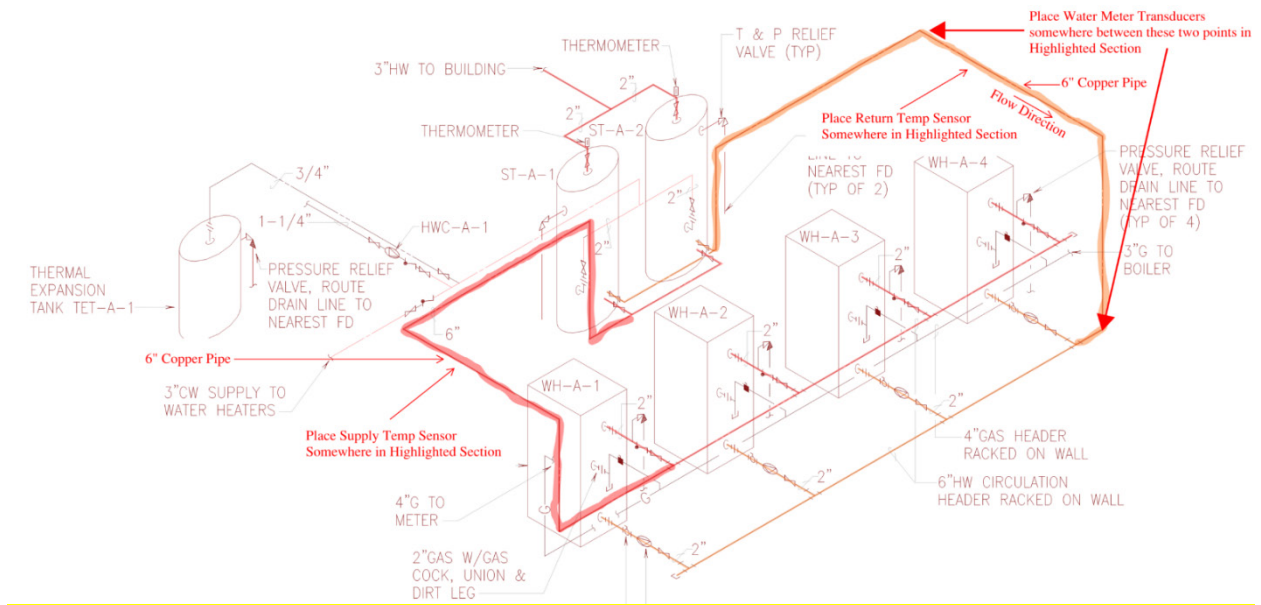 Place Water Meter Transducers
somewhere between these two points in
Highlighted Section
T & P RELIEF
VALVE (TYP)
THERMOMETER
3"HW TO BUILDING
2"
2"
6" Copper Pipe
Flow Direction
Place Return Temp Sensor
Somewhere in Highlighted Section
THERMOMETER
ST-A-2
ST-A-1
LINE TO
NEAREST FD
(TYP OF 2)
WH-A-4
PRESSURE RELIEF
VALVE, ROUTE
DRAIN LINE TO
NEAREST FD
(TYP OF 4)
3/4"
1-1/4"
HWC-A-1
2"
2"
WH-A-3
3"G TO
BOILER
THERMAL
EXPANSION
TANK TET-A-1
PRESSURE RELIEF
VALVE, ROUTE
DRAIN LINE TO
NEAREST FD
2"
WH-A-2
6"
6" Copper Pipe
2"
3"CW SUPPLY TO
WATER HEATERS
WH-A-1
2"
2"
Place Supply Temp Sensor
Somewhere in Highlighted Section
4"GAS HEADER
RACKED ON WALL
2"
6"HW CIRCULATION
HEADER RACKED ON WALL
4"G TO
METER
G
G
2"
2"GAS W/GAS
COCK, UNION &
DIRT LEG